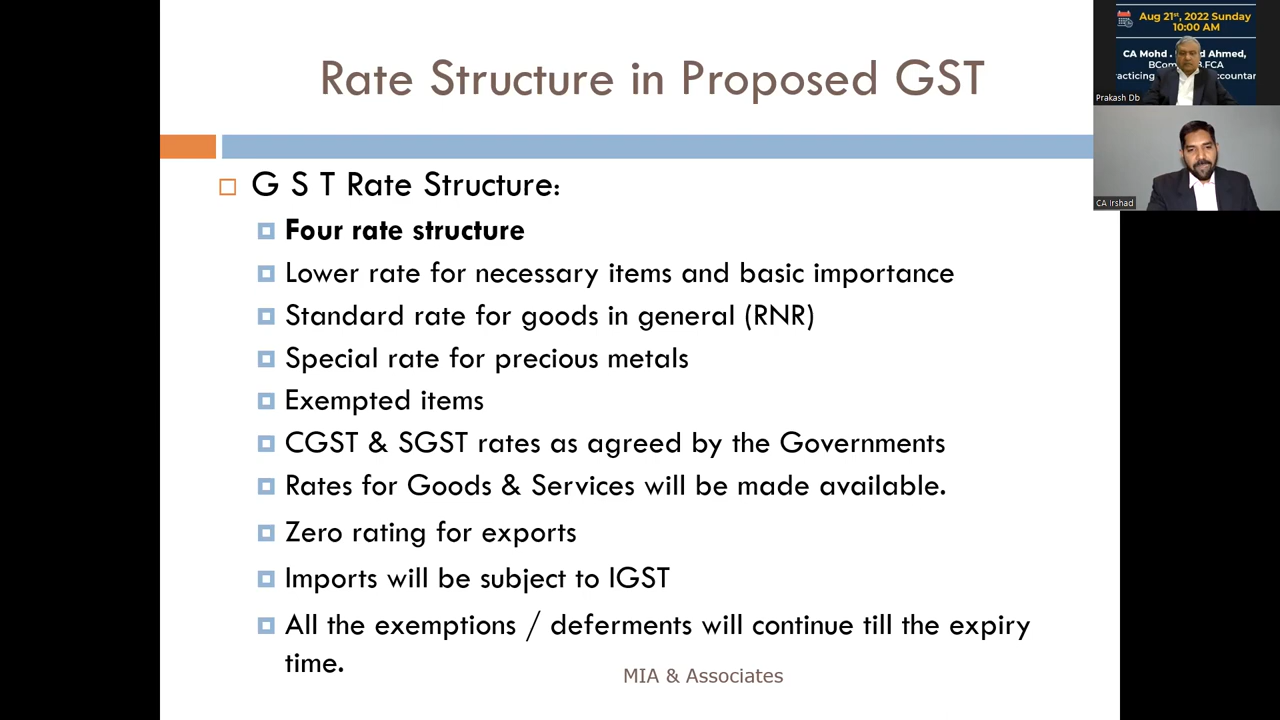 Rate Structure in Proposed GST
G S T Rate Structure:
Four rate structure
Lower rate for necessary items and basic importance
Standard rate for goods in general (RNR)
Special rate for precious metals
Exempted items
CGST & SGST rates as agreed by the Governments
Rates for Goods & Services will be made available.
Zero rating for exports
Imports will be subject to IGST
All the exemptions / deferments will continue till the expiry
time.
MIA & Associates
Aug 21st, 2022 Sunday
10:00 AM
CA Mohd . Ahmed,
FCA
Prakash Db
CA Irshad